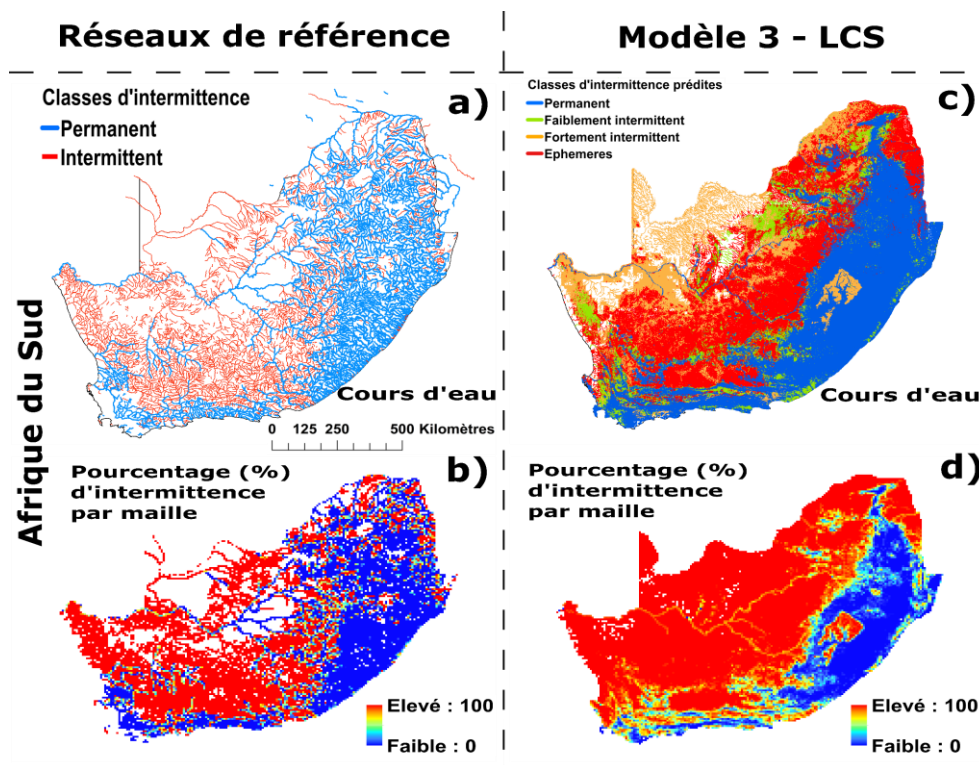 Réseaux de référence
Modèle 3 - LCS
Afrique du Sud
a)
Classes d'intermittence
Permanent
Intermittent
Cours d'eau
0 125 250 500 Kilomètres
c)
Classes d'intermittence prédites
Permanent
Faiblement intermittent
Fortement intermittent
Ephemeres
Cours d'eau
b)
Pourcentage (%)
d'intermittence
par maille
Elevé : 100
Faible : 0
d)
Pourcentage (%)
d'intermittence
par maille
Elevé : 100
Faible : 0